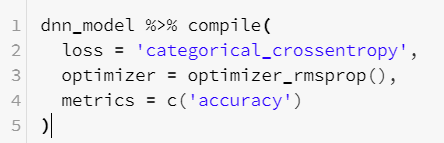 1 dnn_model %>% compile(
2   loss = 'categorical_crossentropy',
3   optimizer = optimizer_rmsprop(),
4   metrics = c('accuracy')
5 )